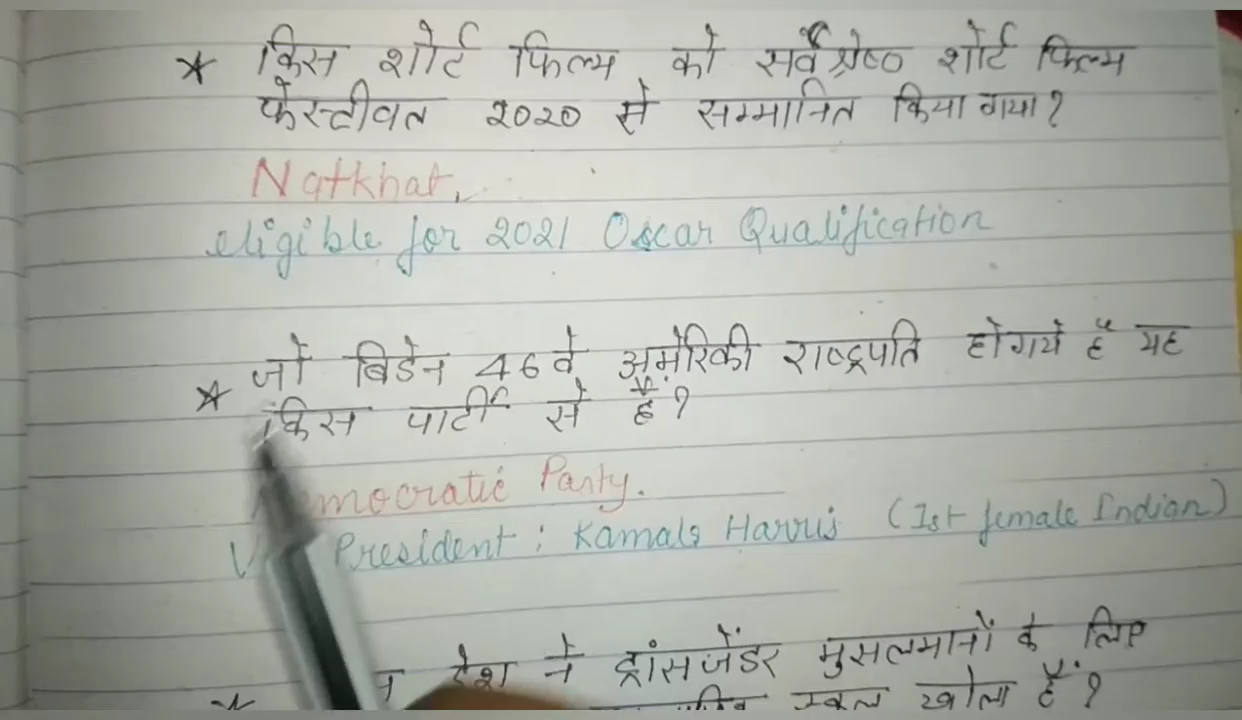 * किस शोर्ट फिल्म को सर्वश्रेष्ठ शोर्ट फिल्म
फेस्टीवल 2020 से सम्मानित किया गया?
Natkhat,
eligible for 2021 Oscar Qualification
* जो बिडेन 46वे अमेरिकी राष्ट्रपति होगये हैं यह
किस पार्टी से हैं?
mocratic Party.
President : Kamala Harris (Ist female Indian)
देश ने ट्रांसजेंडर मुसलमानों के लिए
स्कूल खोला हैं?